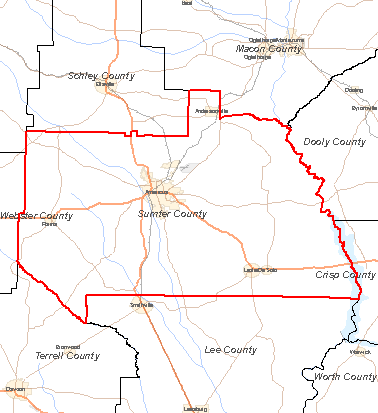 Ideal
Oglethorpe
Montezuma
Macon County
Oglethorpe
Schley County
Ellaville
Dooling
Byromville
Andersonville
Dooly County
Americus
Sumter County
Webster County
Plains
Leslie
De Soto
Crisp County
Smithville
Bronwood
Terrell County
Lee County
Warwick
Worth County
Dawson
Leesburg